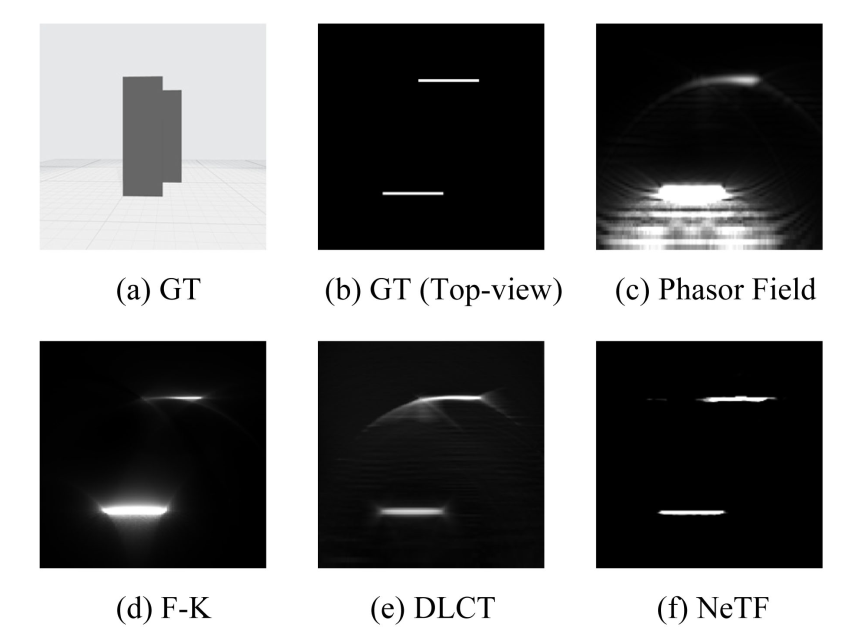 (a) GT
(b) GT (Top-view)
(c) Phasor Field
(d) F-K
(e) DLCT
(f) NeTF